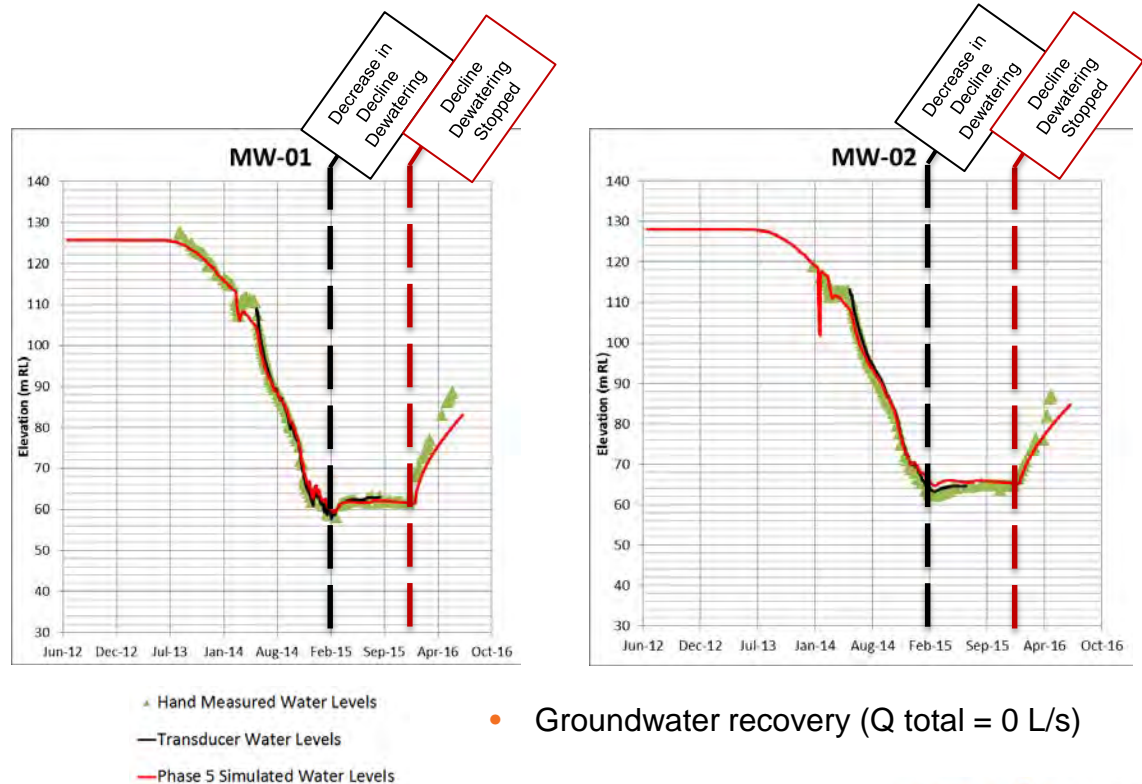 Decrease in
Decline
Dewatering
Decline
Dewatering
Stopped
MW-01
140
130
120
110
100
90
80
70
60
50
40
30
Elevation (m RL)
Jun-12 Dec-12 Jul-13 Jan-14 Aug-14 Feb-15 Sep-15 Apr-16 Oct-16
Decrease in
Decline
Dewatering
Decline
Dewatering
Stopped
MW-02
140
130
120
110
100
90
80
70
60
50
40
30
Elevation (m RL)
Jun-12 Dec-12 Jul-13 Jan-14 Aug-14 Feb-15 Sep-15 Apr-16 Oct-16
Hand Measured Water Levels
Transducer Water Levels
Phase 5 Simulated Water Levels
• Groundwater recovery (Q total = 0 L/s)